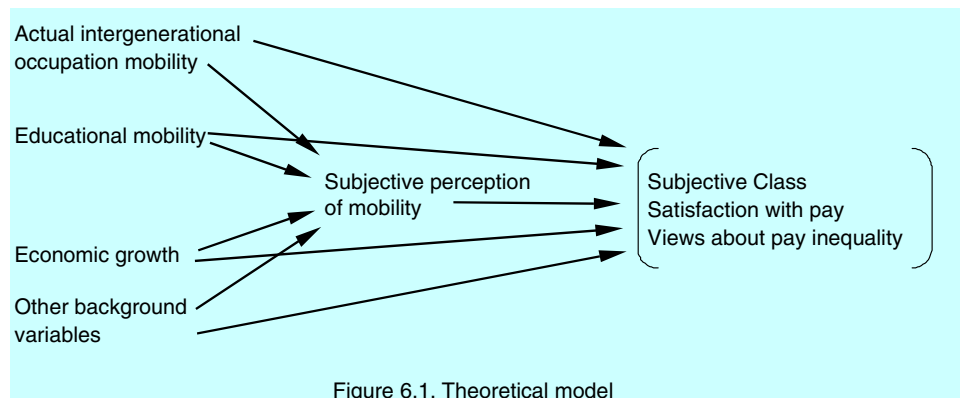 Actual intergenerational
occupation mobility
Educational mobility
Subjective perception
of mobility
Subjective Class
Satisfaction with pay
Views about pay inequality
Economic growth
Other background
variables
Figure 6.1. Theoretical model